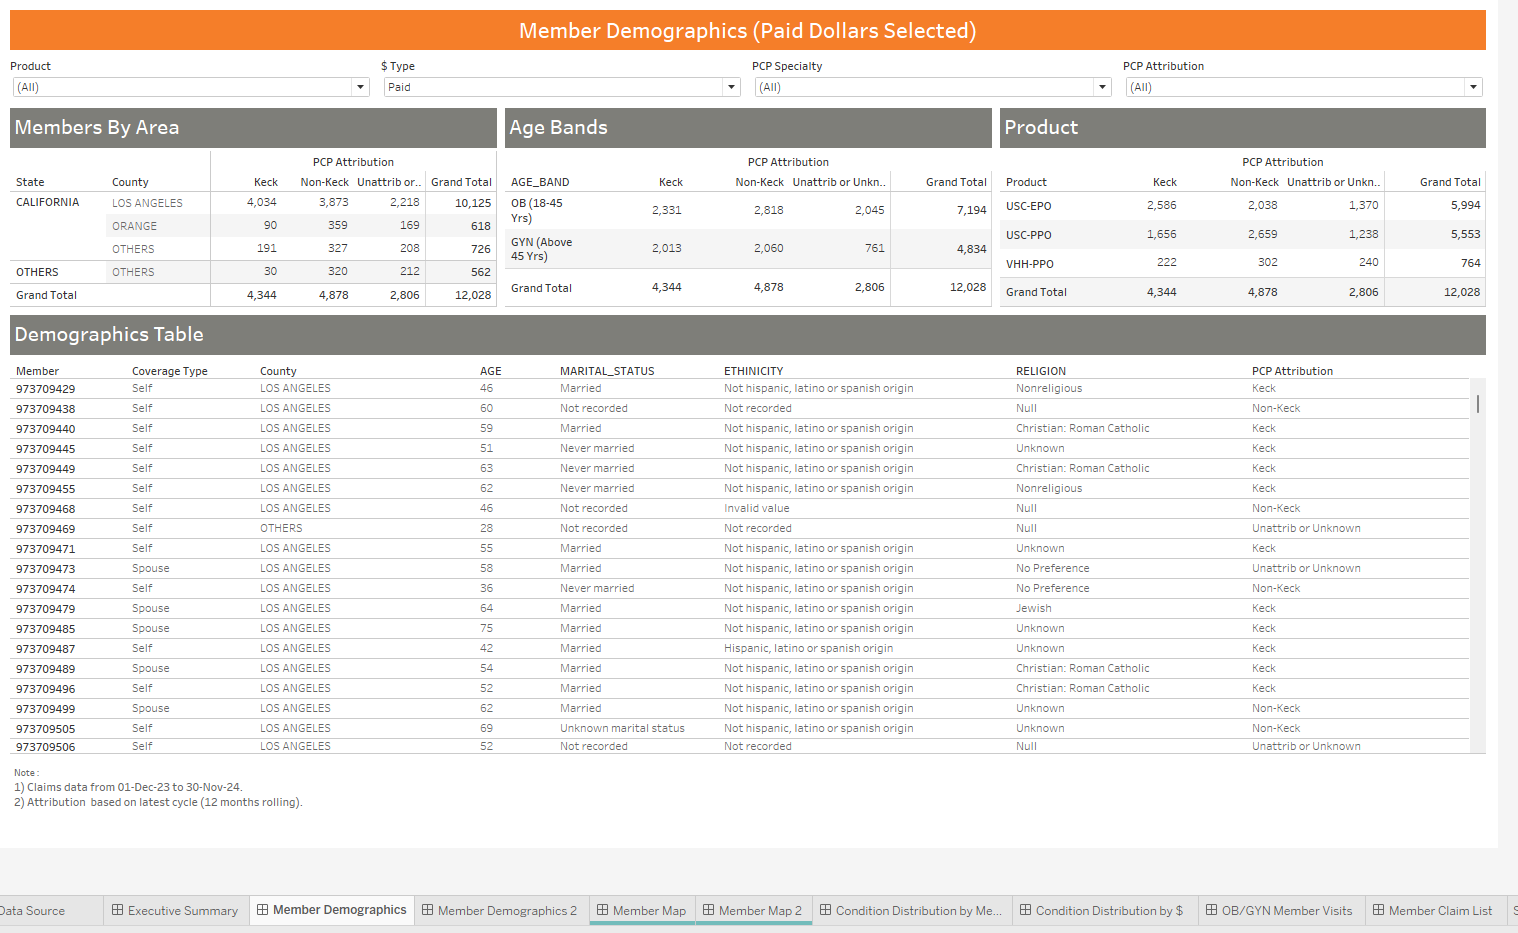 Member Demographics (Paid Dollars Selected)
Product $ Type PCP Specialty PCP Attribution
(All) Paid (All) (All)
Members By Area
PCP Attribution
State County Keck Non-Keck Unattrib or.. Grand Total
CALIFORNIA LOS ANGELES 4,034 3,873 2,218 10,125
ORANGE 90 359 169 618
OTHERS 191 327 208 726
OTHERS OTHERS 30 320 212 562
Grand Total 4,344 4,878 2,806 12,028
Age Bands
PCP Attribution
AGE_BAND Keck Non-Keck Unattrib or Unkn.. Grand Total
OB (18-45
Yrs) 2,331 2,818 2,045 7,194
GYN (Above
45 Yrs) 2,013 2,060 761 4,834
Grand Total 4,344 4,878 2,806 12,028
Product
PCP Attribution
Product Keck Non-Keck Unattrib or Unkn.. Grand Total
USC-EPO 2,586 2,038 1,370 5,994
USC-PPO 1,656 2,659 1,238 5,553
VHH-PPO 222 302 240 764
Grand Total 4,344 4,878 2,806 12,028
Demographics Table
Member Coverage Type County AGE MARITAL_STATUS ETHINICITY RELIGION PCP Attribution
973709429 Self LOS ANGELES 46 Married Not hispanic, latino or spanish origin Nonreligious Keck
973709438 Self LOS ANGELES 60 Not recorded Not recorded Null Non-Keck
973709440 Self LOS ANGELES 59 Married Not hispanic, latino or spanish origin Christian: Roman Catholic Keck
973709445 Self LOS ANGELES 51 Never married Not hispanic, latino or spanish origin Unknown Keck
973709449 Self LOS ANGELES 63 Never married Not hispanic, latino or spanish origin Christian: Roman Catholic Keck
973709455 Self LOS ANGELES 62 Never married Not hispanic, latino or spanish origin Nonreligious Keck
973709468 Self LOS ANGELES 46 Not recorded Invalid value Null Non-Keck
973709469 Self OTHERS 28 Not recorded Not recorded Null Unattrib or Unknown
973709471 Self LOS ANGELES 55 Married Not hispanic, latino or spanish origin Unknown Keck
973709473 Spouse LOS ANGELES 58 Married Not hispanic, latino or spanish origin No Preference Unattrib or Unknown
973709474 Self LOS ANGELES 36 Never married Not hispanic, latino or spanish origin No Preference Non-Keck
973709479 Spouse LOS ANGELES 64 Married Not hispanic, latino or spanish origin Jewish Keck
973709485 Spouse LOS ANGELES 75 Married Not hispanic, latino or spanish origin Unknown Keck
973709487 Self LOS ANGELES 42 Married Hispanic, latino or spanish origin Unknown Keck
973709489 Spouse LOS ANGELES 54 Married Not hispanic, latino or spanish origin Christian: Roman Catholic Keck
973709496 Self LOS ANGELES 52 Married Not hispanic, latino or spanish origin Christian: Roman Catholic Keck
973709499 Spouse LOS ANGELES 62 Married Not hispanic, latino or spanish origin Unknown Non-Keck
973709505 Self LOS ANGELES 69 Unknown marital status Not hispanic, latino or spanish origin Unknown Non-Keck
973709506 Self LOS ANGELES 52 Not recorded Not recorded Null Unattrib or Unknown
Note :
1) Claims data from 01-Dec-23 to 30-Nov-24.
2) Attribution based on latest cycle (12 months rolling).
Data Source Executive Summary Member Demographics Member Demographics 2 Member Map Member Map 2 Condition Distribution by Me... Condition Distribution by $ OB/GYN Member Visits Member Claim List S